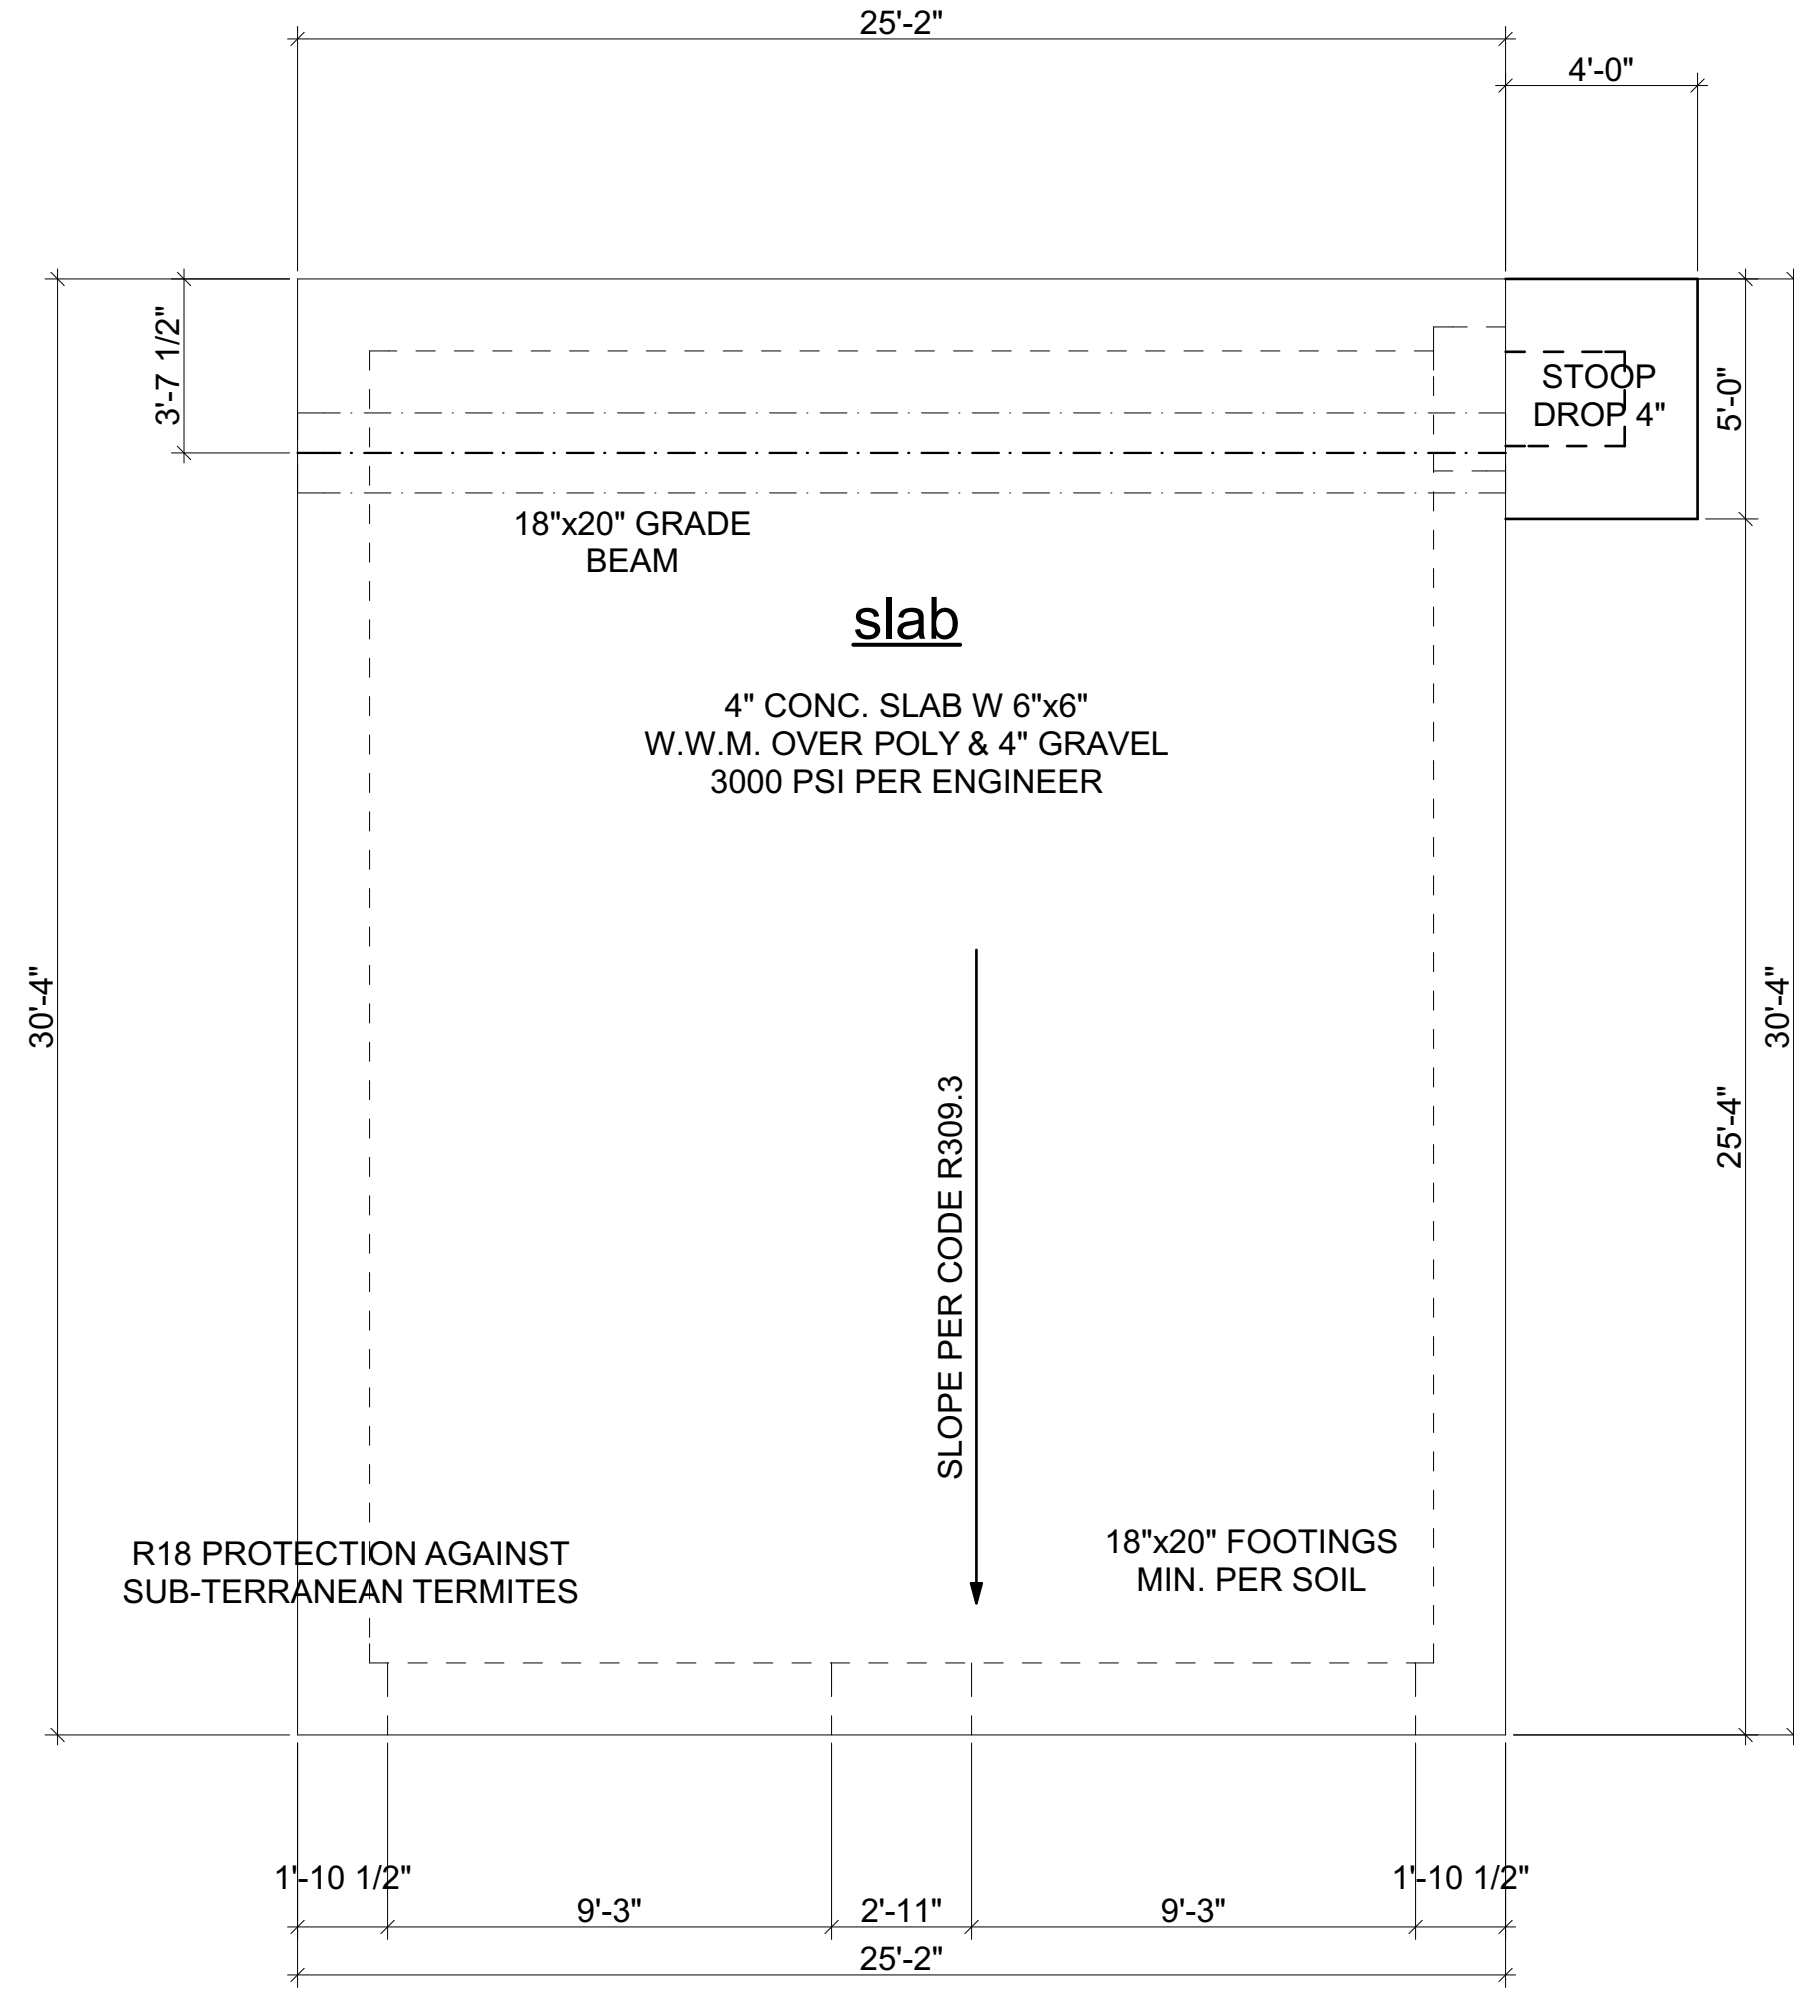 25'-2"
4'-0"
3'-7 1/2"
STOOP
DROP 4"
5'-0"
18"x20" GRADE
BEAM
slab
4" CONC. SLAB W 6"x6"
W.W.M. OVER POLY & 4" GRAVEL
3000 PSI PER ENGINEER
30'-4"
30'-4"
25'-4"
SLOPE PER CODE R309.3
R18 PROTECTION AGAINST
SUB-TERRANEAN TERMITES
18"x20" FOOTINGS
MIN. PER SOIL
1'-10 1/2"
1'-10 1/2"
9'-3"
2'-11"
9'-3"
25'-2"